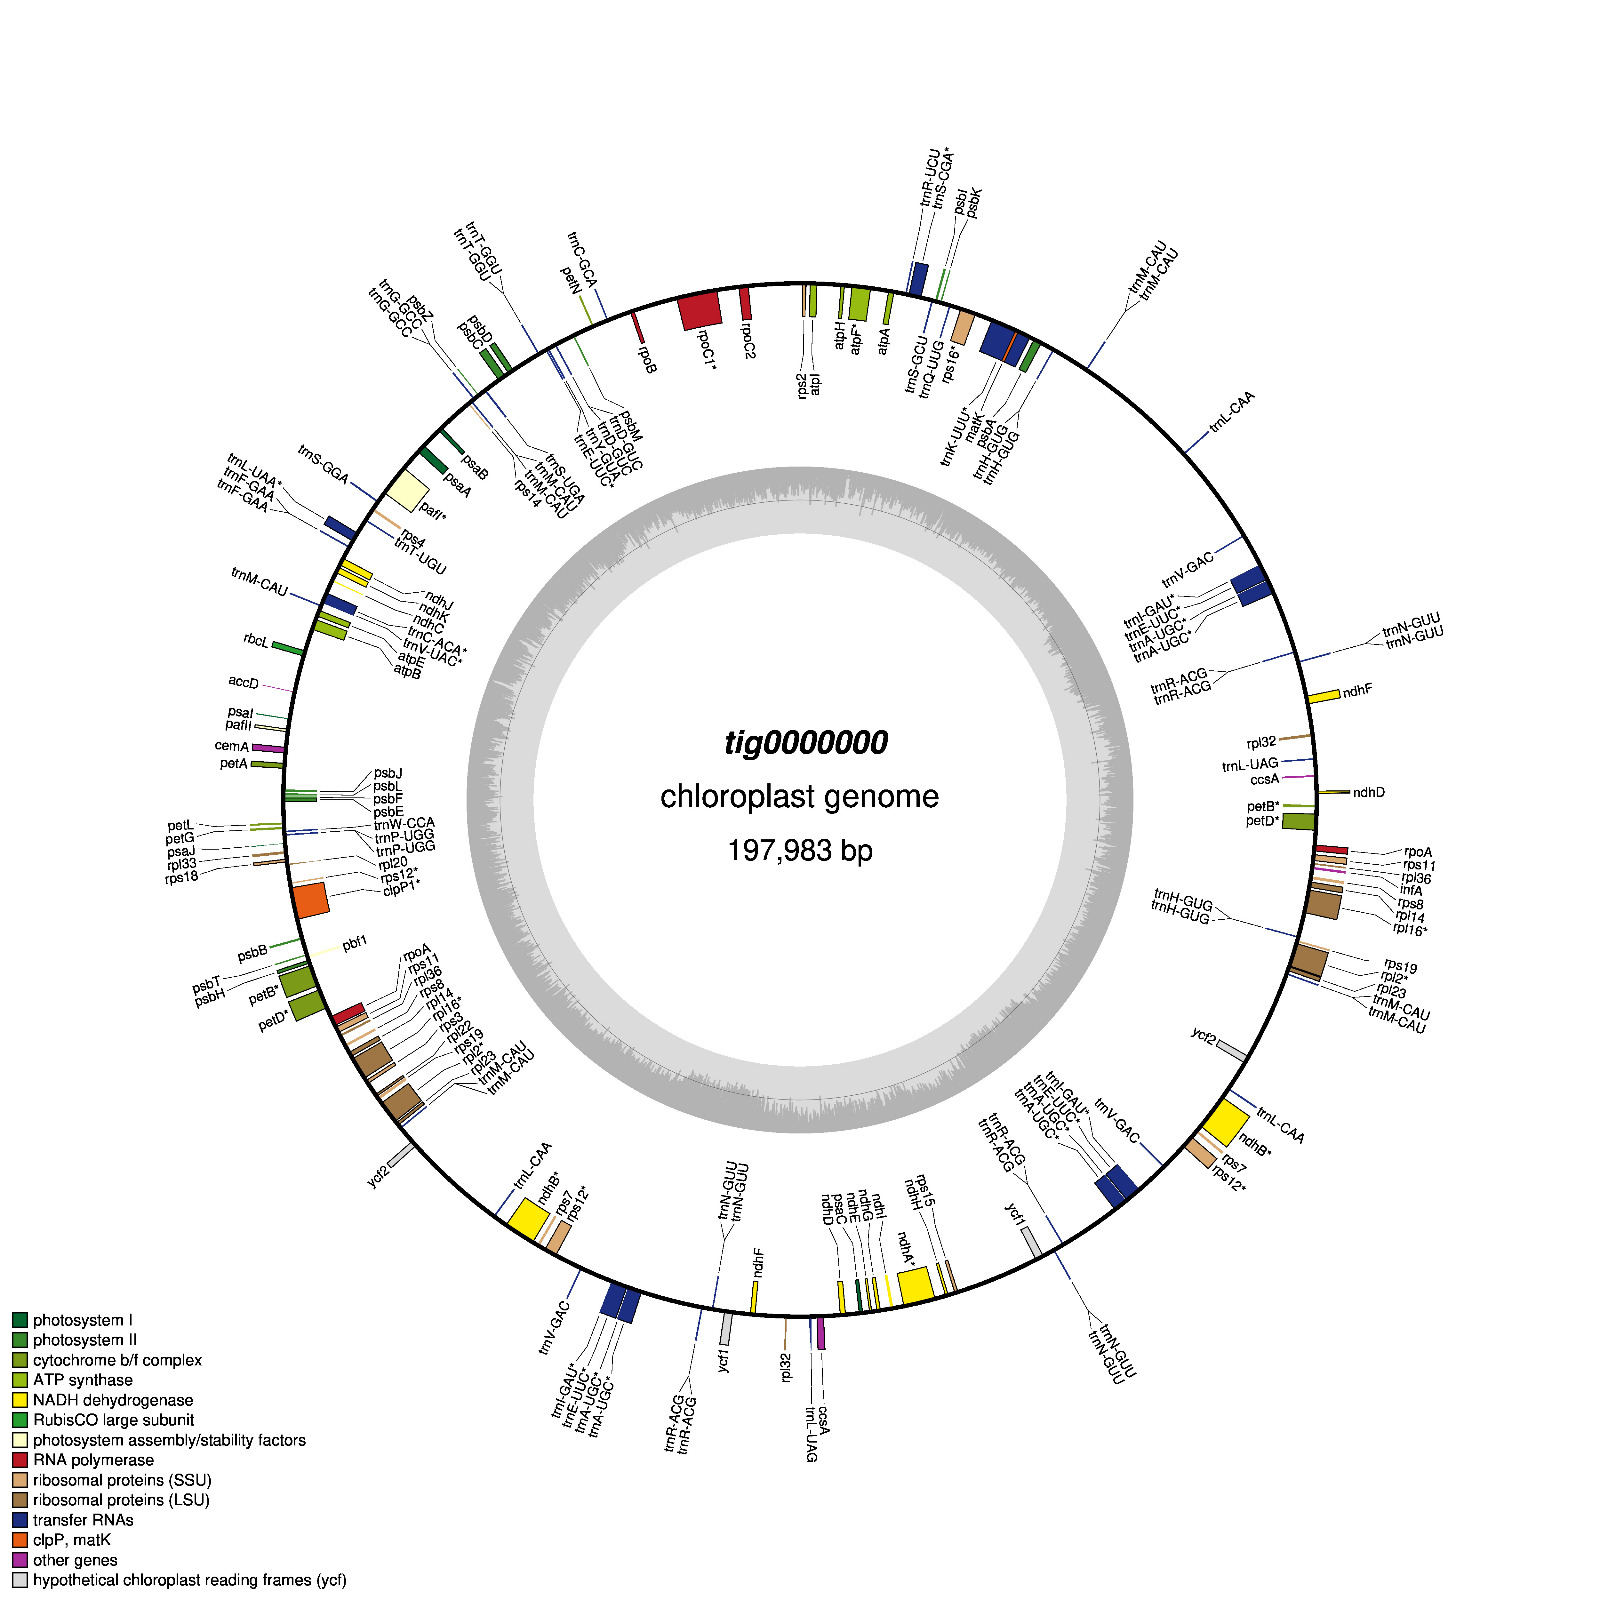 trnR-UCU
trnS-CGA*
psbI
psbK
trnM-CAU
trnM-CAU
trnL-CAA
trnT-GGU
trnT-GGU
trnC-GCA
petN
trnG-GCC
trnG-GCC
psbZ
psbC
psbD
rpoB
rpoC1*
rpoC2
rps2
atpI
atpH
atpF*
atpA
trnS-GCU
trnQ-UUG
rps16*
trnK-UUU*
matK
psbA
trnH-GUG
trnH-GUG
psbM
trnD-GUC
trnD-GUC
trnY-GUA
trnE-UUC*
trnS-UGA
trnM-CAU
trnM-CAU
rps14
psaB
psaA
pafI*
rps4
trnT-UGU
trnS-GGA
trnL-UAA*
trnF-GAA
trnF-GAA
ndhJ
ndhK
ndhC
trnC-ACA*
trnV-UAC*
atpE
atpB
trnM-CAU
rbcL
accD
psaI
pafII
cemA
petA
psbJ
psbL
psbF
psbE
trnW-CCA
trnP-UGG
trnP-UGG
rpl20
rps12*
clpP1*
petL
petG
psaJ
rpl33
rps18
psbB
pbf1
psbT
psbH
petB*
petD*
rpoA
rps11
rpl36
rps8
rpl14
rpl16*
rps3
rpl22
rps19
rpl2*
rpl23
trnM-CAU
trnM-CAU
ycf2
trnL-CAA
ndhB*
rps7
rps12*
trnV-GAC
trnI-GAU*
trnE-UUC*
trnA-UGC*
trnA-UGC*
trnR-ACG
trnR-ACG
trnN-GUU
trnN-GUU
ycf1
ndhF
rpl32
trnL-UAG
ccsA
ndhD
psaC
ndhE
ndhG
ndhI
ndhA*
ndhH
rps15
ycf1
trnN-GUU
trnN-GUU
trnR-ACG
trnR-ACG
trnA-UGC*
trnA-UGC*
trnE-UUC*
trnI-GAU*
trnV-GAC
rps12*
rps7
ndhB*
trnL-CAA
ycf2
trnM-CAU
trnM-CAU
rpl23
rpl2*
rps19
trnH-GUG
trnH-GUG
rpl16*
rpl14
rps8
infA
rpl36
rps11
rpoA
petD*
petB*
ndhD
ccsA
trnL-UAG
rpl32
ndhF
trnN-GUU
trnN-GUU
trnR-ACG
trnR-ACG
trnA-UGC*
trnA-UGC*
trnE-UUC*
trnI-GAU*
trnV-GAC
tig0000000
chloroplast genome
197,983 bp
photosystem I
photosystem II
cytochrome b/f complex
ATP synthase
NADH dehydrogenase
RubisCO large subunit
photosystem assembly/stability factors
RNA polymerase
ribosomal proteins (SSU)
ribosomal proteins (LSU)
transfer RNAs
clpP, matK
other genes
hypothetical chloroplast reading frames (ycf)